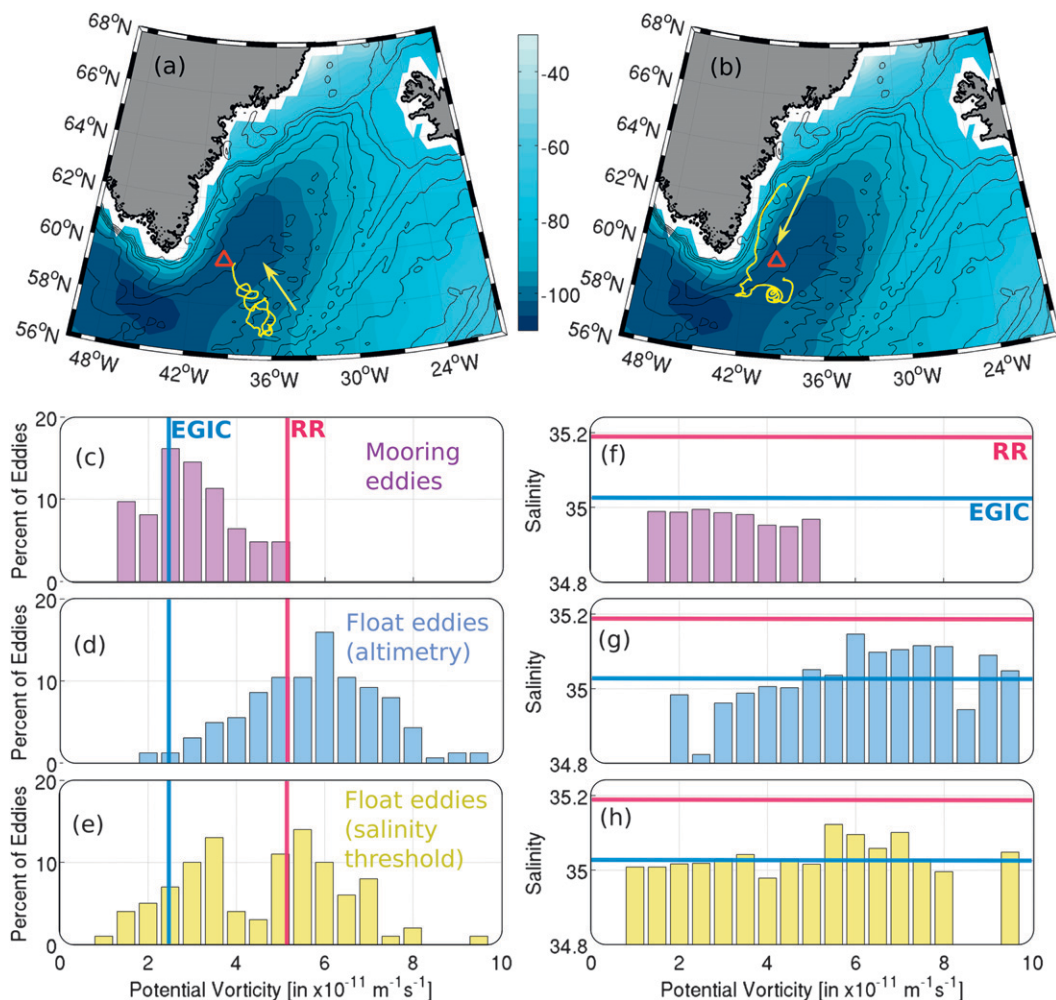 (a)
68°N
66°N
64°N
62°N
60°N
58°N
56°N
48°W
42°W
36°W
30°W
24°W
-40
-60
-80
-100
(b)
68°N
66°N
64°N
62°N
60°N
58°N
56°N
48°W
42°W
36°W
30°W
24°W
(c)
EGIC
RR
Mooring
eddies
Percent of Eddies
20
10
0
(f)
RR
EGIC
Salinity
35.2
35
34.8
(d)
Float eddies
(altimetry)
Percent of Eddies
20
10
0
(g)
Salinity
35.2
35
34.8
(e)
Float eddies
(salinity
threshold)
Percent of Eddies
20
10
0
0 2 4 6 8 10
Potential Vorticity [in x10⁻¹¹ m⁻¹s⁻¹]
(h)
Salinity
35.2
35
34.8
0 2 4 6 8 10
Potential Vorticity [in x10⁻¹¹ m⁻¹s⁻¹]